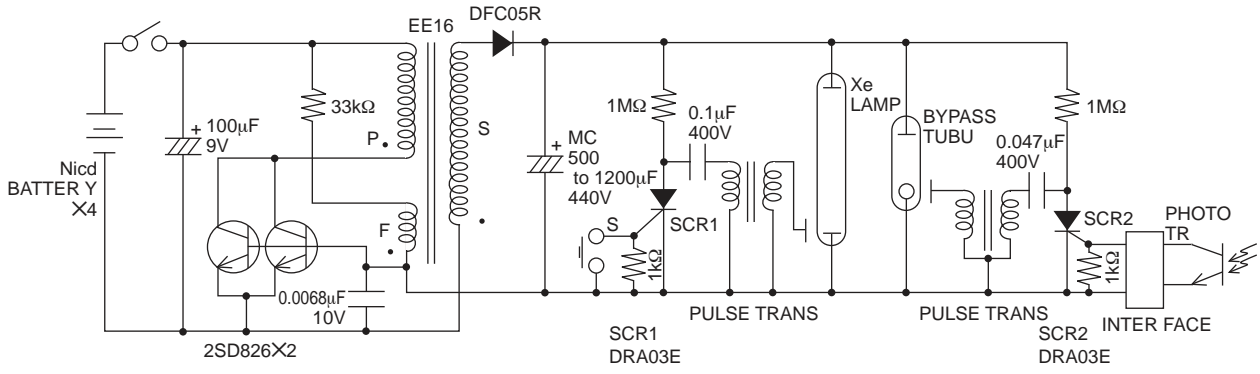 EE16
DFC05R
33kΩ
P
S
F
+
100μF
9V
Nicd
BATTER Y
×4
0.0068μF
10V
2SD826×2
+
MC
500
to 1200μF
440V
1MΩ
0.1μF
400V
SCR1
S
1kΩ
PULSE TRANS
SCR1
DRA03E
Xe
LAMP
BYPASS
TUBU
0.047μF
400V
1MΩ
SCR2
1kΩ
PHOTO
TR
PULSE TRANS
INTER FACE
SCR2
DRA03E